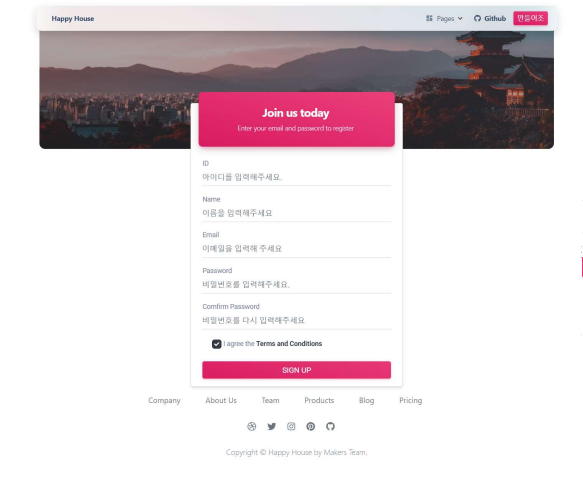 Happy House
Pages
Github
만들어조
Join us today
Enter your email and password to register
ID
아이디를 입력해주세요.
Name
이름을 입력해주세요
Email
이메일을 입력해 주세요
Password
비밀번호를 입력해주세요.
Comfirm Password
비밀번호를 다시 입력해주세요
I agree the Terms and Conditions
SIGN UP
Company About Us Team Products Blog Pricing
Copyright © Happy House by Makers Team.